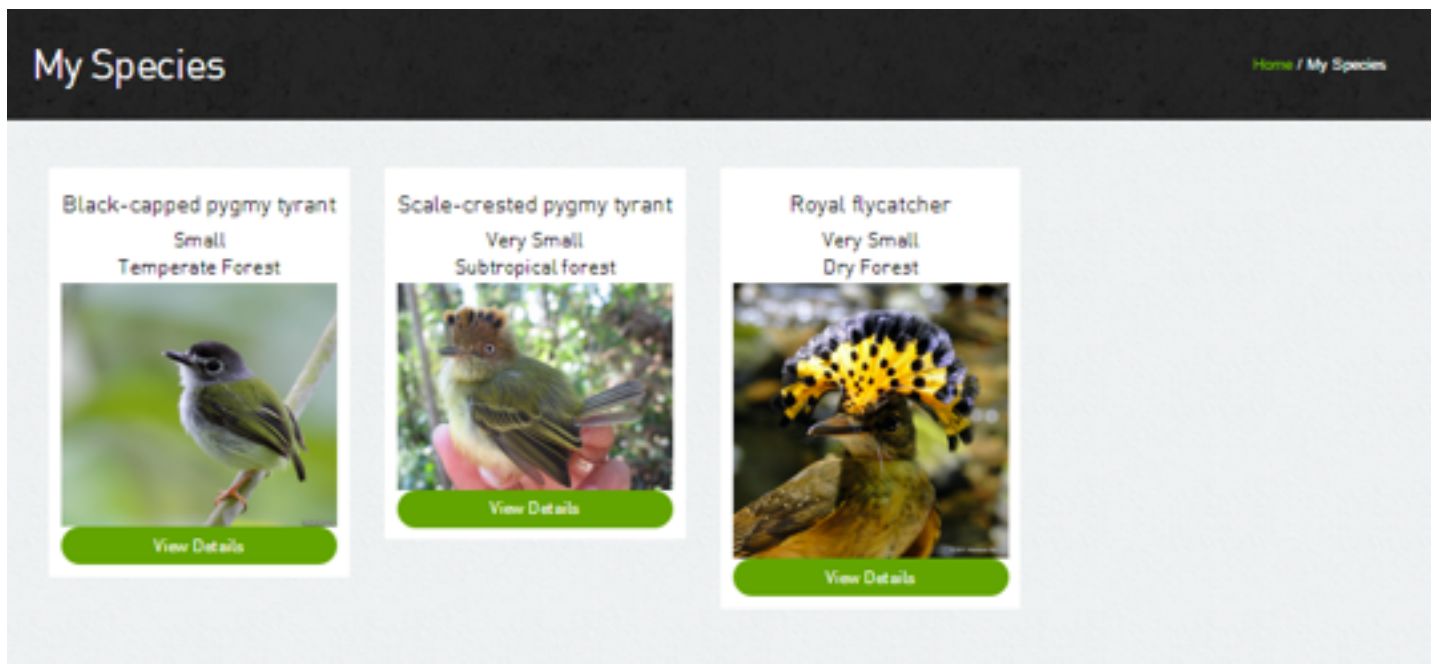 My Species
Home / My Species
Black-capped pygmy tyrant
Small
Temperate Forest
View Details
Scale-crested pygmy tyrant
Very Small
Subtropical forest
View Details
Royal flycatcher
Very Small
Dry Forest
View Details